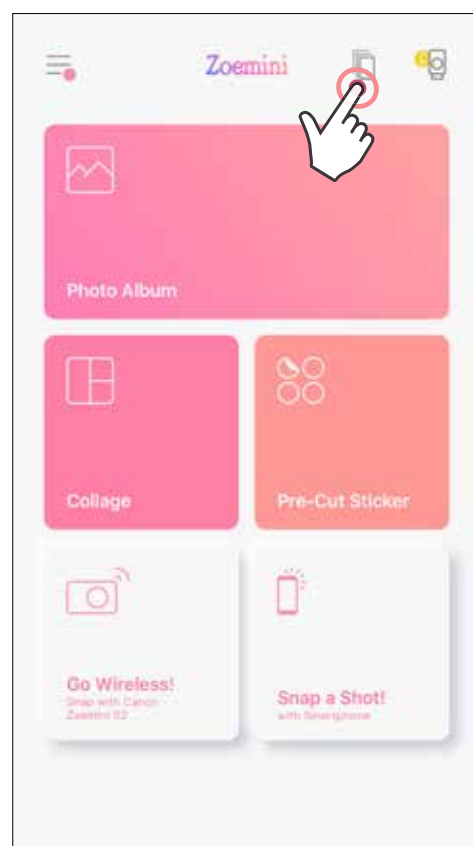 Zoemini
Photo Album
Collage
Pre-Cut Sticker
Go Wireless!
Snap with Canon
Zoemini S2
Snap a Shot!
with Smartphone